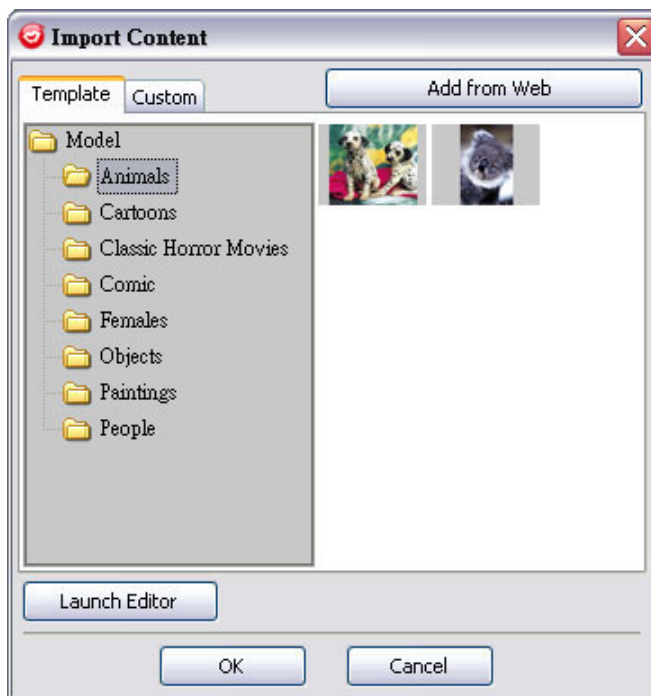 Import Content
Template
Custom
Add from Web
Model
Animals
Cartoons
Classic Horror Movies
Comic
Females
Objects
Paintings
People
Launch Editor
OK
Cancel